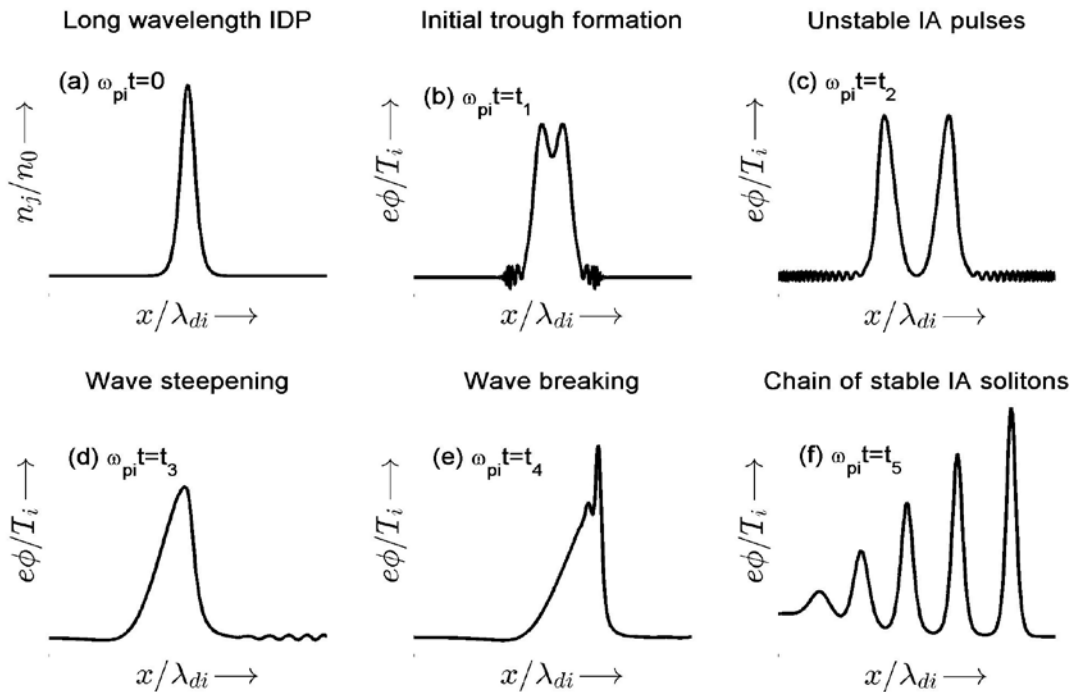 Long wavelength IDP
(a) ω_pi t=0
n_j/n_0 ⟶
x/λ_di ⟶
Initial trough formation
(b) ω_pi t=t_1
eϕ/T_i ⟶
x/λ_di ⟶
Unstable IA pulses
(c) ω_pi t=t_2
eϕ/T_i ⟶
x/λ_di ⟶
Wave steepening
(d) ω_pi t=t_3
eϕ/T_i ⟶
x/λ_di ⟶
Wave breaking
(e) ω_pi t=t_4
eϕ/T_i ⟶
x/λ_di ⟶
Chain of stable IA solitons
(f) ω_pi t=t_5
eϕ/T_i ⟶
x/λ_di ⟶